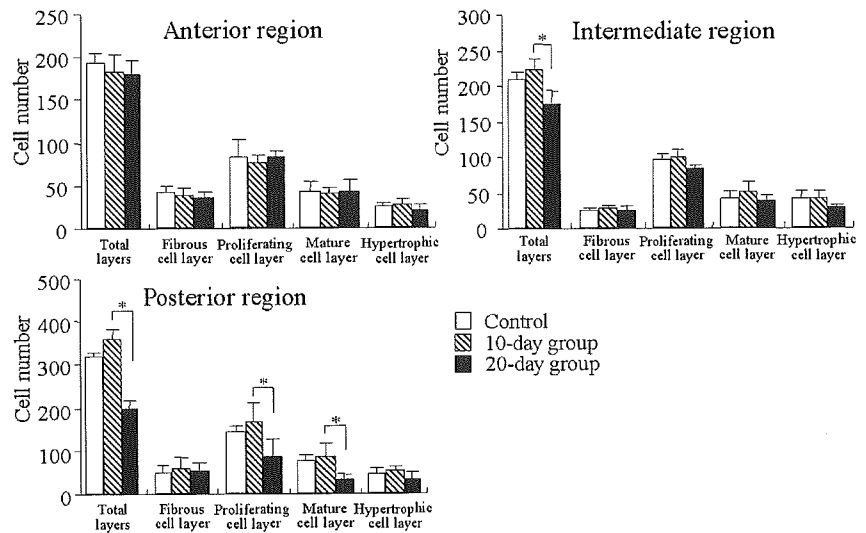 Anterior region
Cell number
250
200
150
100
50
0
Total layers
Fibrous cell layer
Proliferating cell layer
Mature cell layer
Hypertrophic cell layer
Intermediate region
Cell number
300
250
200
150
100
50
0
*
Total layers
Fibrous cell layer
Proliferating cell layer
Mature cell layer
Hypertrophic cell layer
Posterior region
Cell number
500
400
300
200
100
0
*
*
*
Total layers
Fibrous cell layer
Proliferating cell layer
Mature cell layer
Hypertrophic cell layer
Control
10-day group
20-day group